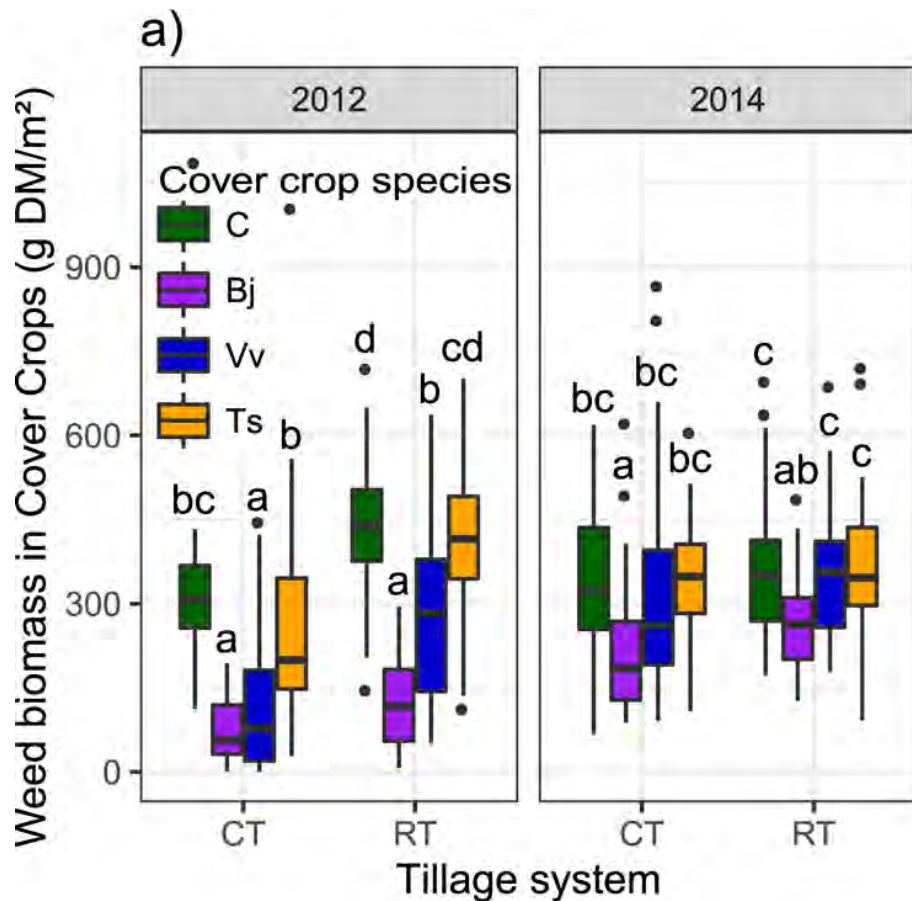 a)
2012
2014
Weed biomass in Cover Crops (g DM/m²)
Cover crop species
C
Bj
Vv
Ts
900
600
300
0
bc
a
a
b
d
a
b
cd
bc
a
bc
bc
c
ab
c
c
CT
RT
CT
RT
Tillage system